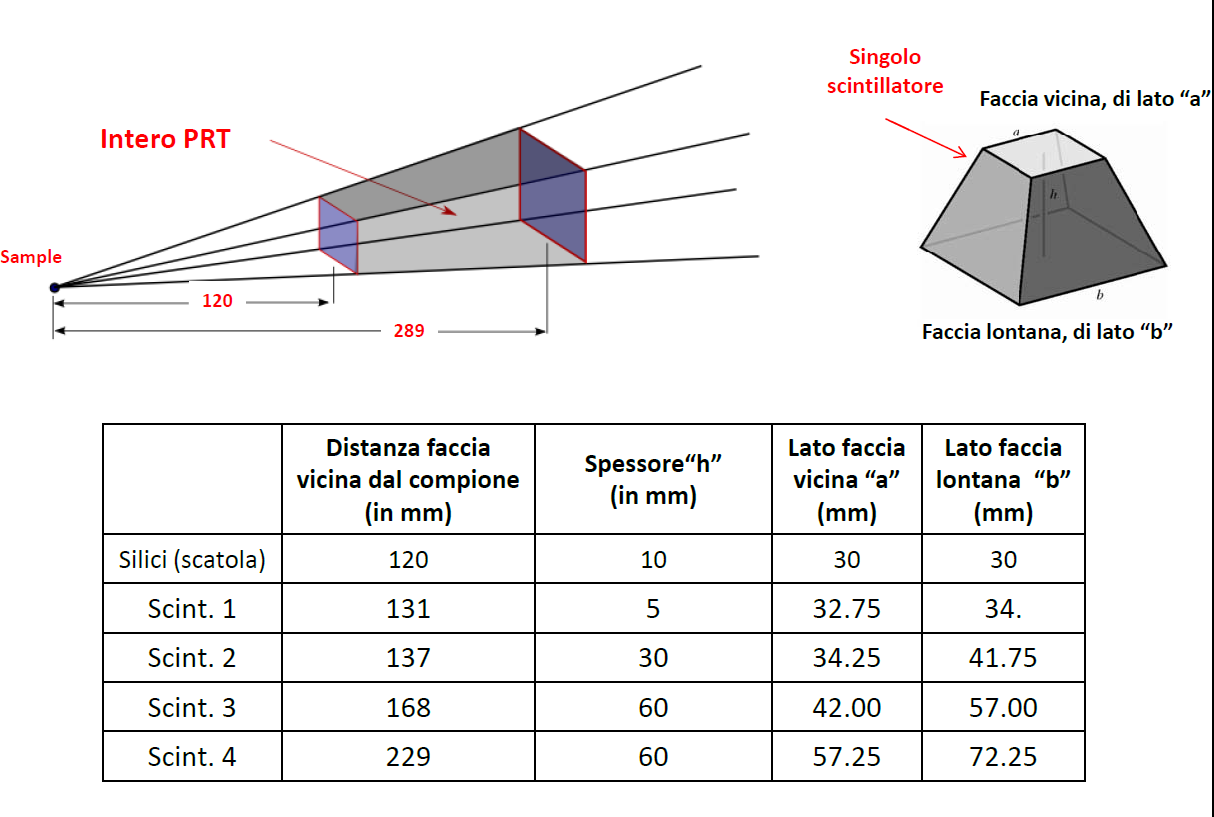 Singolo
scintillatore
Faccia vicina, di lato “a”
Intero PRT
a
h
Sample
120
289
b
Faccia lontana, di lato “b”
Distanza faccia
vicina dal compione
(in mm)
Spessore“h”
(in mm)
Lato faccia
vicina “a”
(mm)
Lato faccia
lontana “b”
(mm)
Silici (scatola) 120 10 30 30
Scint. 1 131 5 32.75 34.
Scint. 2 137 30 34.25 41.75
Scint. 3 168 60 42.00 57.00
Scint. 4 229 60 57.25 72.25